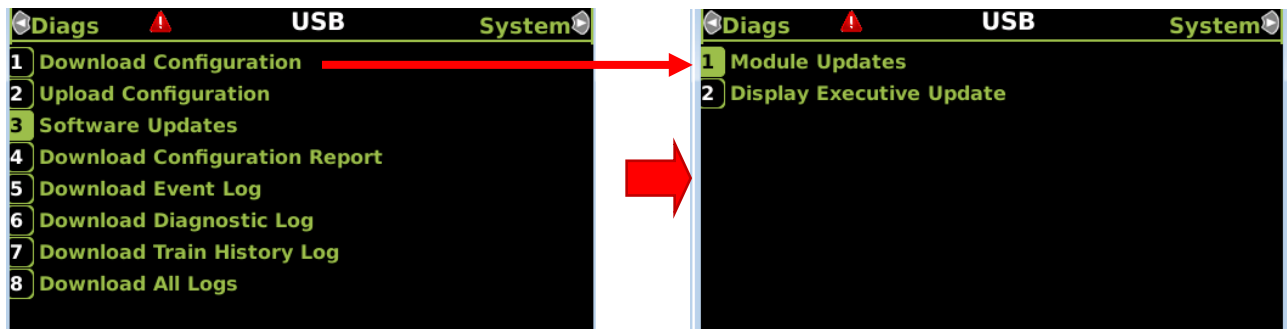 Diags USB System
1 Download Configuration
2 Upload Configuration
3 Software Updates
4 Download Configuration Report
5 Download Event Log
6 Download Diagnostic Log
7 Download Train History Log
8 Download All Logs
Diags USB System
1 Module Updates
2 Display Executive Update